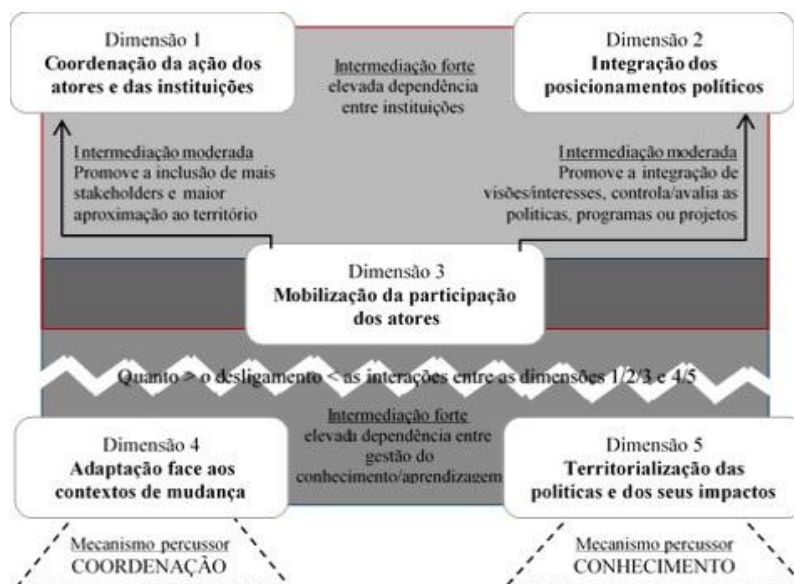 Dimensão 1
Coordenação da ação dos
atores e das instituições
Intermediação forte
elevada dependência
entre instituições
Dimensão 2
Integração dos
posicionamentos políticos
Intermediação moderada
Promove a inclusão de mais
stakeholders e maior
aproximação ao território
Intermediação moderada
Promove a integração de
visões/interesses, controla/avalia as
políticas, programas ou projetos
Dimensão 3
Mobilização da participação
dos atores
Quanto > o desligamento < as interações entre as dimensões 1/2/3 e 4/5
Intermediação forte
elevada dependência entre
gestão do
conhecimento/aprendizagem
Dimensão 4
Adaptação face aos
contextos de mudança
Dimensão 5
Territorialização das
políticas e dos seus impactos
Mecanismo percussor
COORDENAÇÃO
Mecanismo percussor
CONHECIMENTO